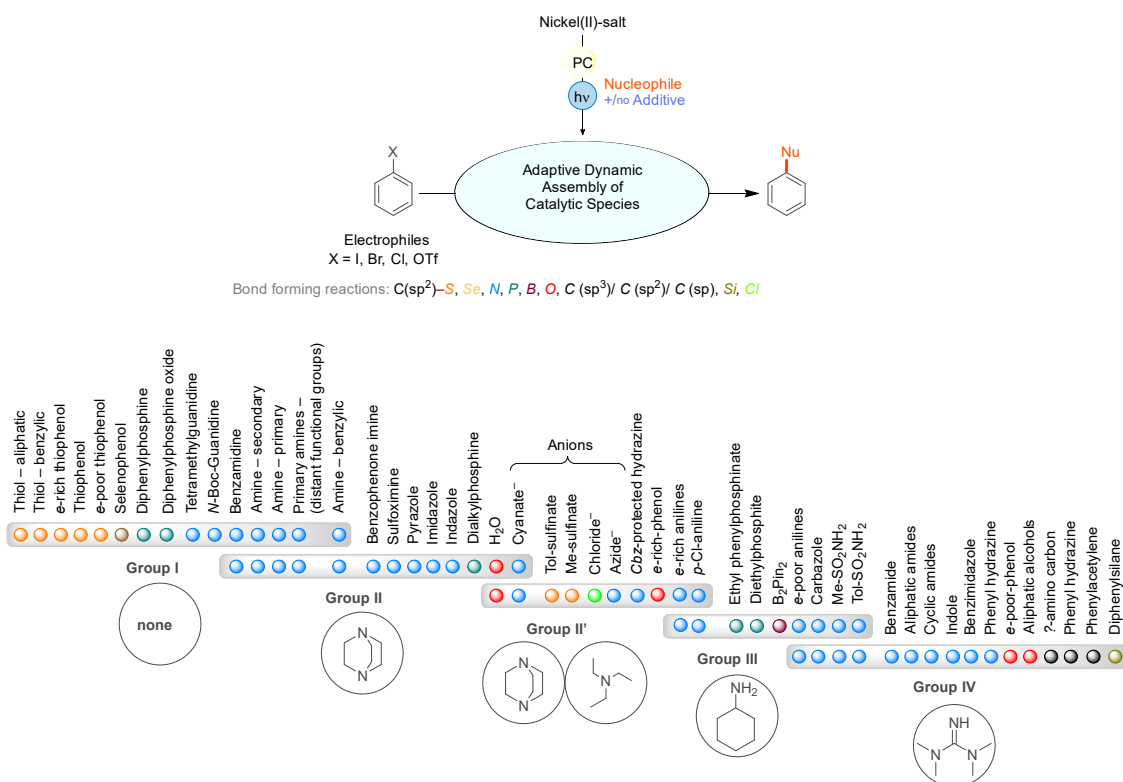 Nickel(II)-salt
PC
hν
Nucleophile
+/no Additive
X
Adaptive Dynamic
Assembly of
Catalytic Species
Nu
Electrophiles
X = I, Br, Cl, OTf
Bond forming reactions: C(sp²)–S, Se, N, P, B, O, C (sp³)/ C (sp²)/ C (sp), Si, Cl
Thiol – aliphatic
Thiol – benzylic
e-rich thiophenol
Thiophenol
e-poor thiophenol
Selenophenol
Diphenylphosphine
Diphenylphosphine oxide
Tetramethylguanidine
N-Boc-Guanidine
Benzamidine
Amine – secondary
Amine – primary
Primary amines –
(distant functional groups)
Amine – benzylic
Benzophenone imine
Sulfoximine
Pyrazole
Imidazole
Indazole
Dialkylphosphine
H₂O
Cyanate⁻
Anions
Tol-sulfinate
Me-sulfinate
Chloride⁻
Azide⁻
Cbz-protected hydrazine
e-rich-phenol
e-rich anilines
p-Cl-aniline
Ethyl phenylphosphinate
Diethylphosphite
B₂Pin₂
e-poor anilines
Carbazole
Me-SO₂NH₂
Tol-SO₂NH₂
Benzamide
Aliphatic amides
Cyclic amides
Indole
Benzimidazole
Phenyl hydrazine
e-poor-phenol
Aliphatic alcohols
?-amino carbon
Phenyl hydrazine
Phenylacetylene
Diphenylsilane
Group I
none
Group II
N
N
Group II'
N
N
N
Group III
NH₂
Group IV
NH
N
N